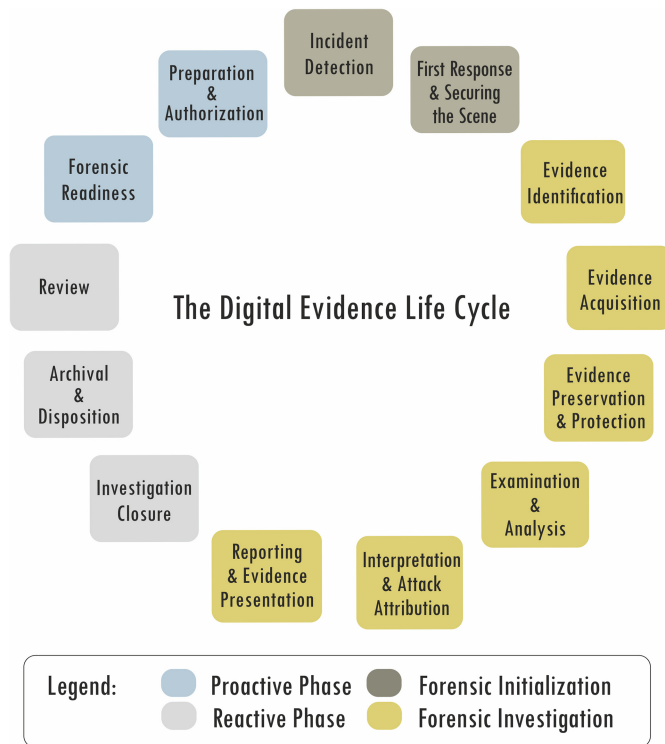 Incident
Detection
First Response
& Securing
the Scene
Evidence
Identification
Evidence
Acquisition
Evidence
Preservation
& Protection
Examination
&
Analysis
Interpretation
& Attack
Attribution
Reporting
& Evidence
Presentation
Investigation
Closure
Archival
&
Disposition
Review
Forensic
Readiness
Preparation
&
Authorization
The Digital Evidence Life Cycle
Legend:
Proactive Phase
Forensic Initialization
Reactive Phase
Forensic Investigation